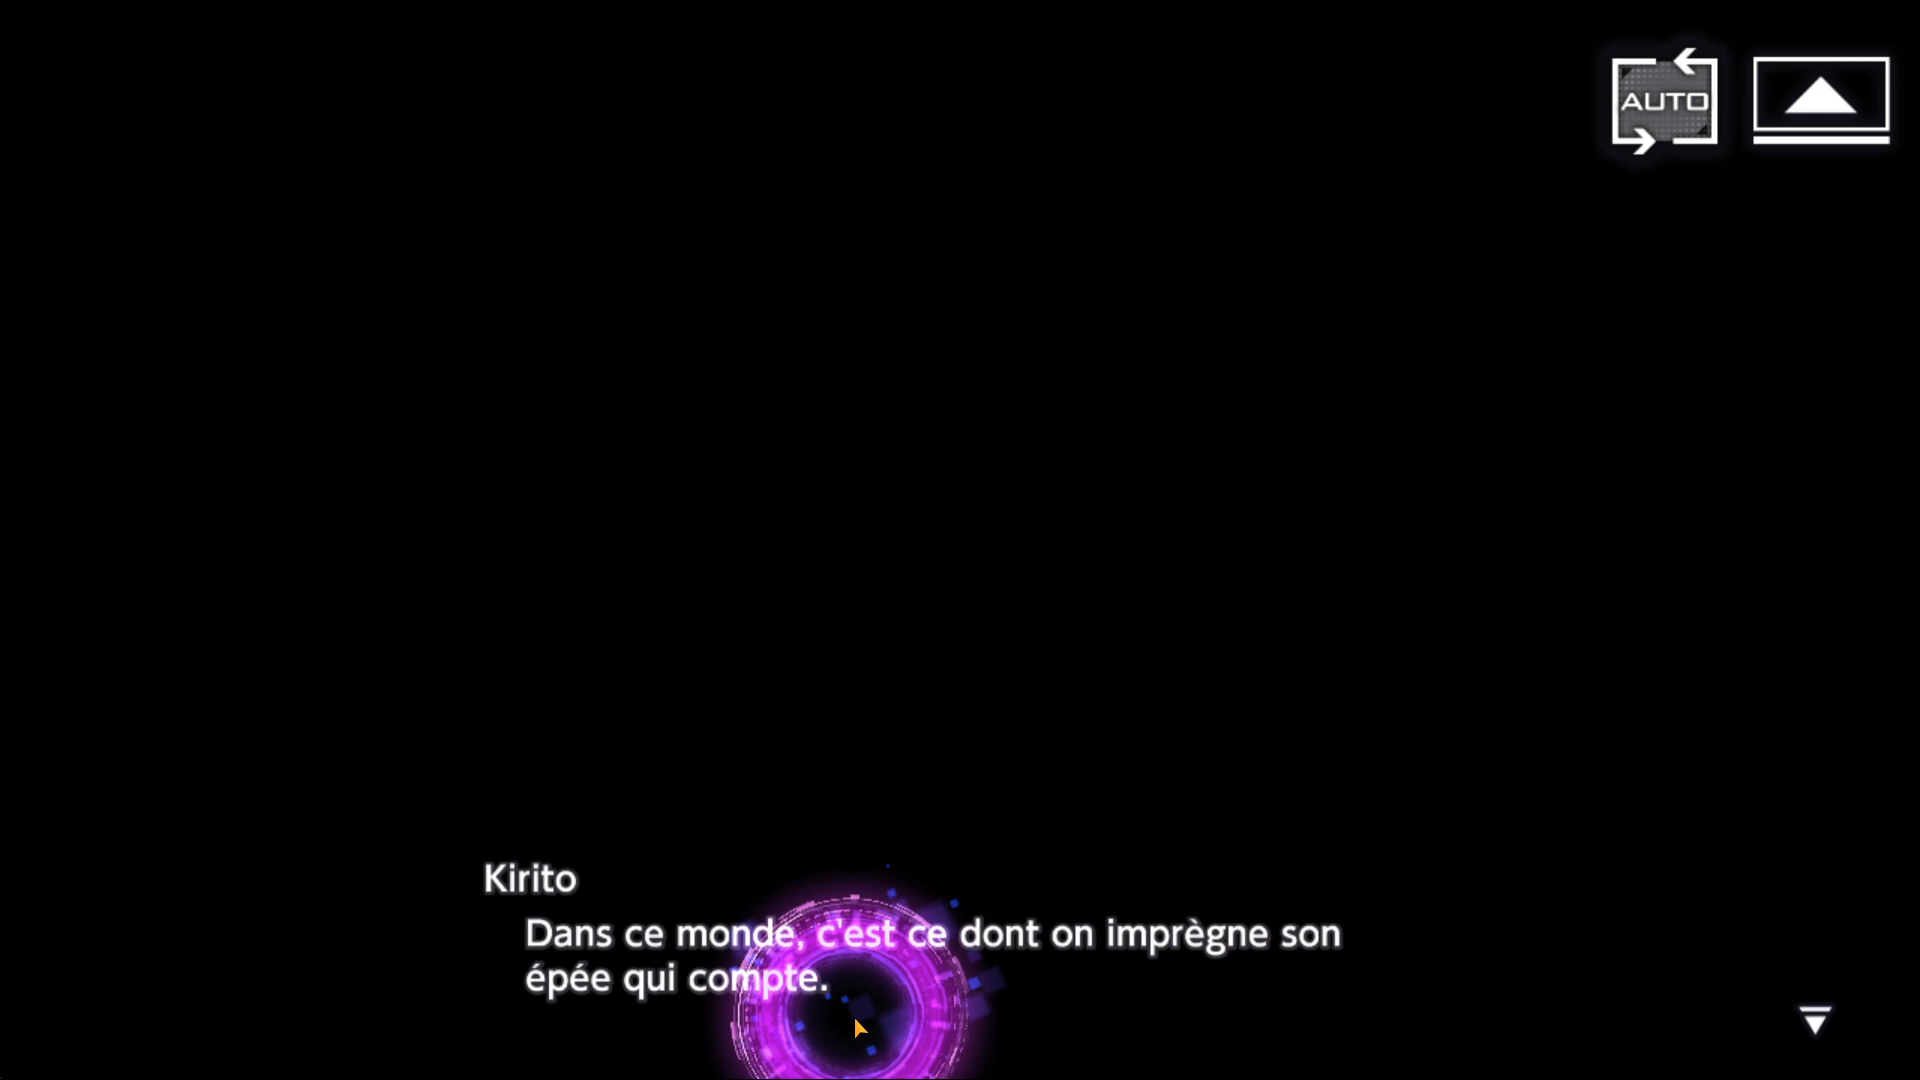 AUTO
Kirito
Dans ce monde, c'est ce dont on imprègne son
épée qui compte.